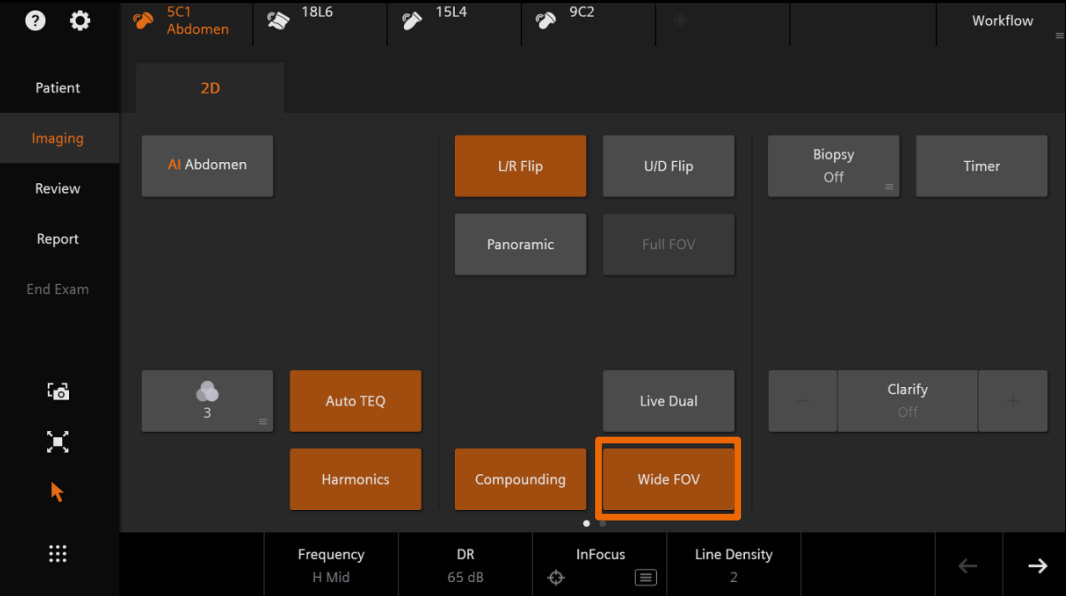 ?
5C1
Abdomen
18L6
15L4
9C2
Workflow
Patient
Imaging
Review
Report
End Exam
2D
AI Abdomen
L/R Flip
U/D Flip
Biopsy
Off
Timer
Panoramic
Full FOV
3
Auto TEQ
Live Dual
−
Clarify
Off
+
Harmonics
Compounding
Wide FOV
Frequency
H Mid
DR
65 dB
InFocus
Line Density
2